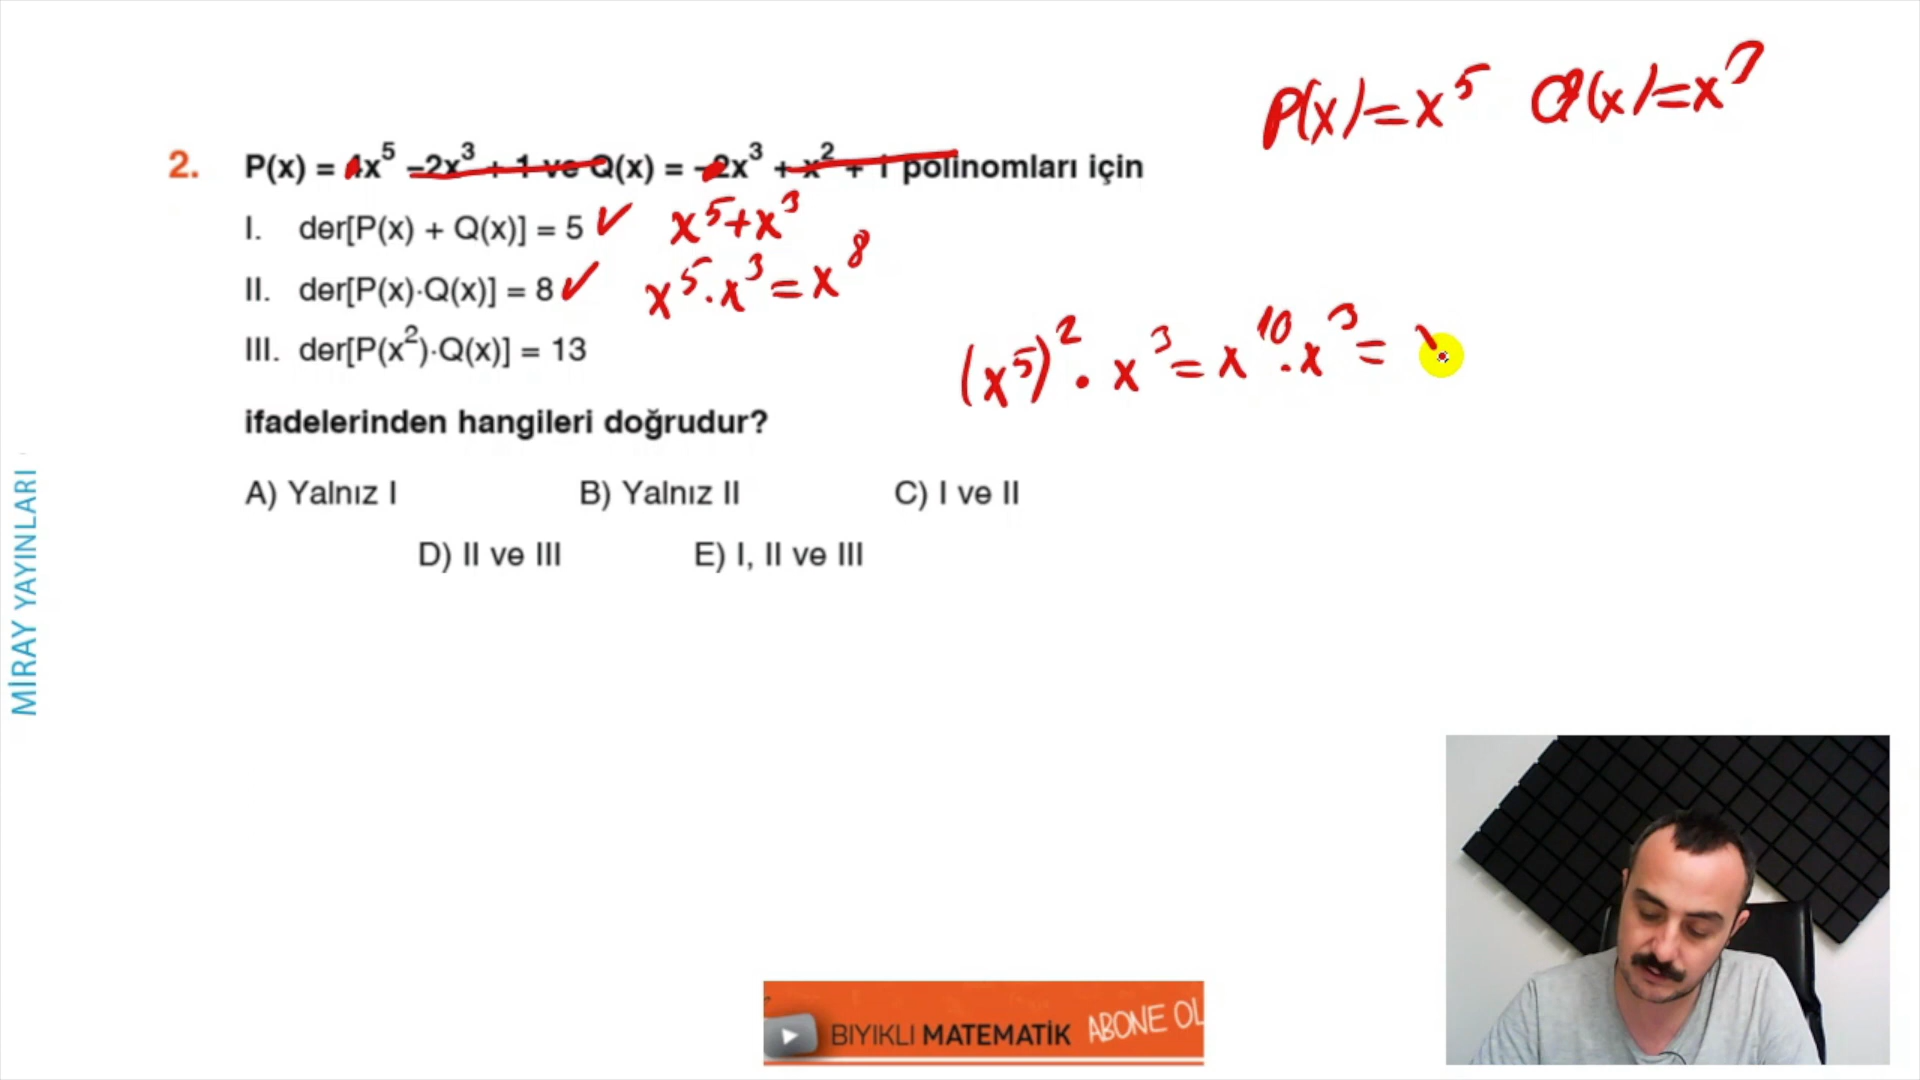 P(x) = x⁵ Q(x) = x³
2. P(x) = 4x⁵ –2x³ + 1 ve Q(x) = –2x³ + x² + 1 polinomları için
I. der[P(x) + Q(x)] = 5 ✓ x⁵+x³
II. der[P(x)·Q(x)] = 8 ✓ x⁵.x³=x⁸
III. der[P(x²)·Q(x)] = 13
(x⁵)² . x³ = x¹⁰.x³ =
ifadelerinden hangileri doğrudur?
A) Yalnız I B) Yalnız II C) I ve II
D) II ve III E) I, II ve III
MİRAY YAYINLARI
BIYIKLI MATEMATİK ABONE OL